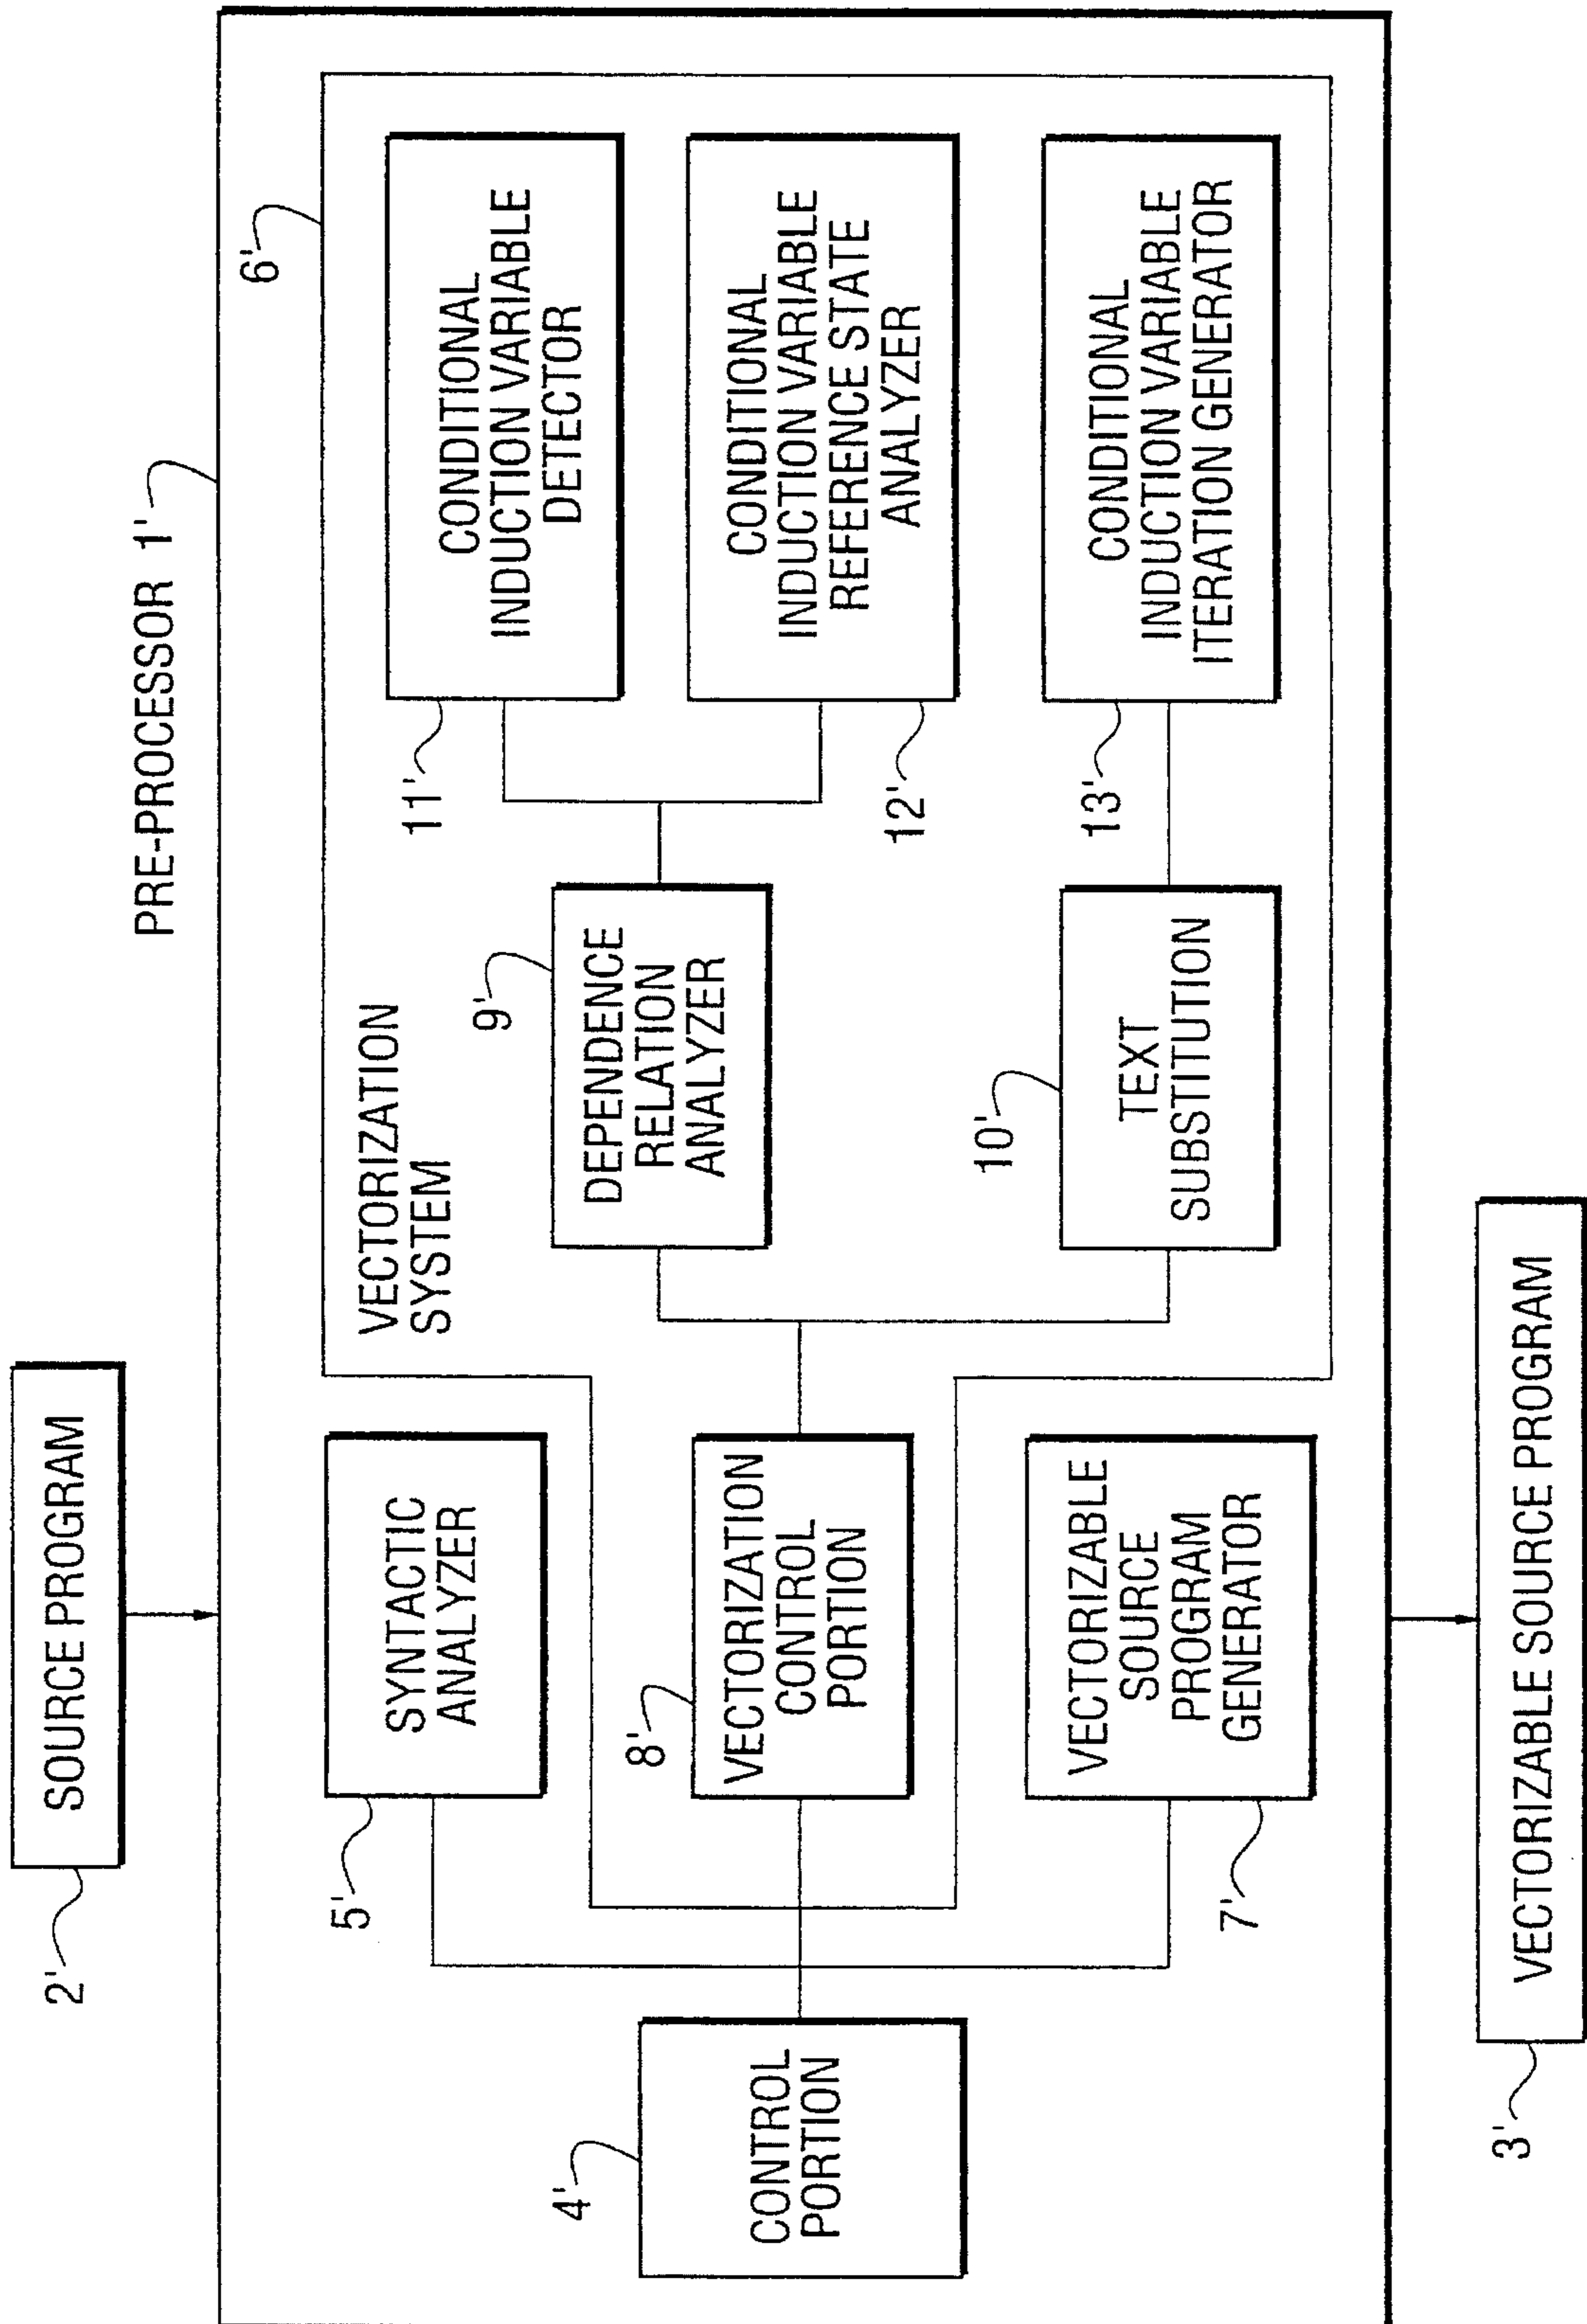 2'
SOURCE PROGRAM
PRE-PROCESSOR 1'
4'
CONTROL
PORTION
5'
SYNTACTIC
ANALYZER
8'
VECTORIZATION
CONTROL
PORTION
7'
VECTORIZABLE
SOURCE
PROGRAM
GENERATOR
6'
VECTORIZATION
SYSTEM
9'
DEPENDENCE
RELATION
ANALYZER
10'
TEXT
SUBSTITUTION
11'
CONDITIONAL
INDUCTION VARIABLE
DETECTOR
12'
CONDITIONAL
INDUCTION VARIABLE
REFERENCE STATE
ANALYZER
13'
CONDITIONAL
INDUCTION VARIABLE
ITERATION GENERATOR
3'
VECTORIZABLE SOURCE PROGRAM